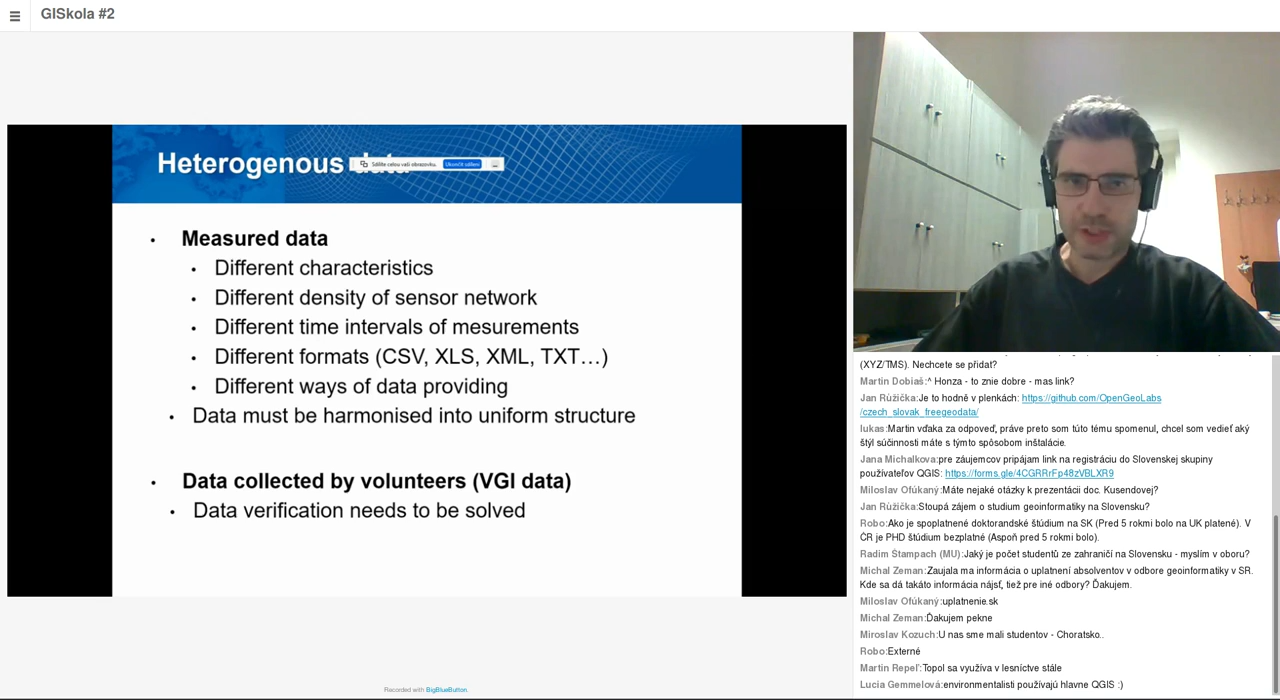 GISkola #2
Heterogenous
Sdílíte celou vaši obrazovku. Ukončit sdílení
• Measured data
• Different characteristics
• Different density of sensor network
• Different time intervals of mesurements
• Different formats (CSV, XLS, XML, TXT…)
• Different ways of data providing
• Data must be harmonised into uniform structure
• Data collected by volunteers (VGI data)
• Data verification needs to be solved
Recorded with BigBlueButton.
(XYZ/TMS). Nechcete se přidat?
Martin Dobiaš:^ Honza - to znie dobre - mas link?
Jan Růžička:Je to hodně v plenkách: https://github.com/OpenGeoLabs
/czech_slovak_freegeodata/
lukas:Martin vďaka za odpoveď, práve preto som túto tému spomenul, chcel som vedieť aký
štýl súčinnosti máte s týmto spôsobom inštalácie.
Jana Michalkova:pre záujemcov pripájam link na registráciu do Slovenskej skupiny
používateľov QGIS: https://forms.gle/4CGRRrFp48zVBLXR9
Miloslav Ofúkaný:Máte nejaké otázky k prezentácii doc. Kusendovej?
Jan Růžička:Stoupá zájem o studium geoinformatiky na Slovensku?
Robo:Ako je spoplatnené doktorandské štúdium na SK (Pred 5 rokmi bolo na UK platené). V
ČR je PHD štúdium bezplatné (Aspoň pred 5 rokmi bolo).
Radim Štampach (MU):Jaký je počet studentů ze zahraničí na Slovensku - myslím v oboru?
Michal Zeman:Zaujala ma informácia o uplatnení absolventov v odbore geoinformatiky v SR.
Kde sa dá takáto informácia nájsť, tiež pre iné odbory? Ďakujem.
Miloslav Ofúkaný:uplatnenie.sk
Michal Zeman:Ďakujem pekne
Miroslav Kozuch:U nas sme mali studentov - Choratsko..
Robo:Externé
Martin Repeľ:Topol sa využíva v lesníctve stále
Lucia Gemmelová:environmentalisti používajú hlavne QGIS :)